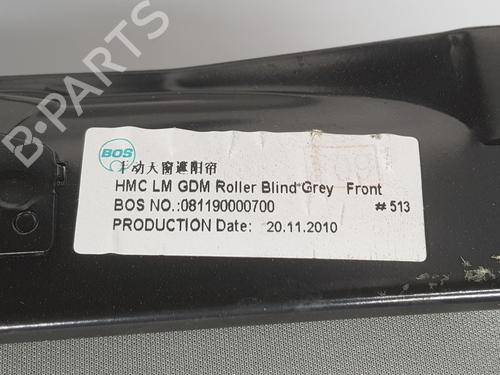 B-PARTS
BOS
手动天窗遮阳帘
HMC LM GDM Roller Blind Grey Front
BOS NO.:081190000700 # 513
PRODUCTION Date: 20.11.2010